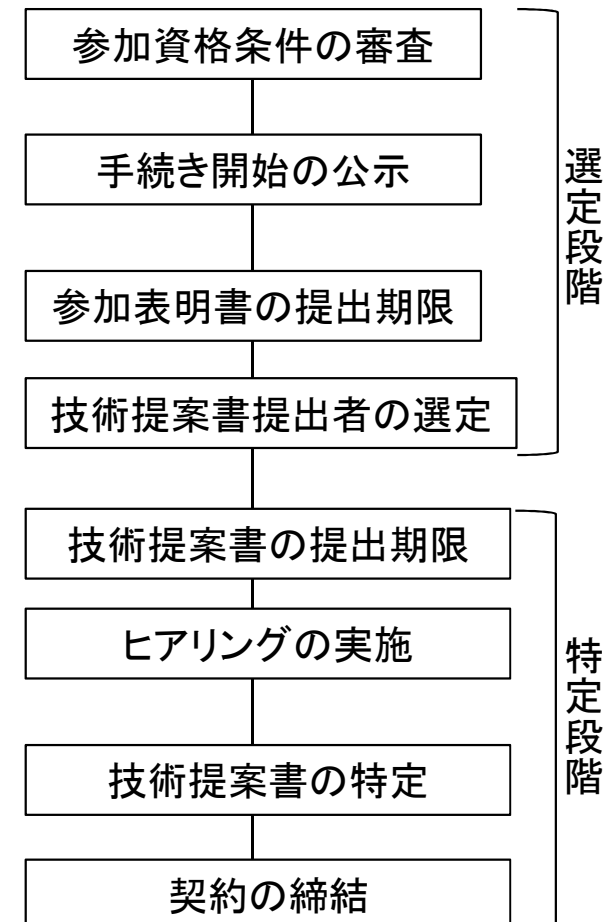 参加資格条件の審査
手続き開始の公示
参加表明書の提出期限
技術提案書提出者の選定
選定段階
技術提案書の提出期限
ヒアリングの実施
技術提案書の特定
契約の締結
特定段階